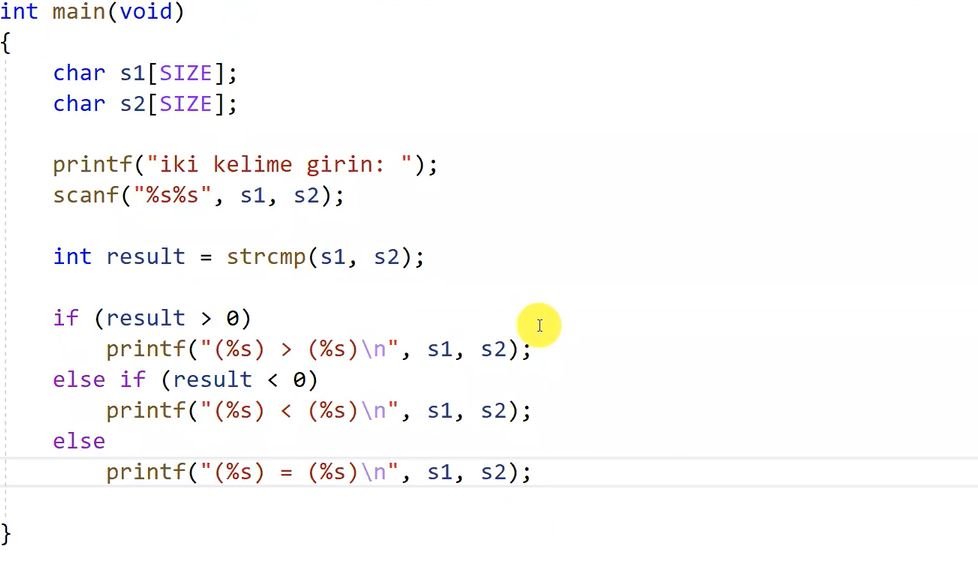 int main(void)
{
    char s1[SIZE];
    char s2[SIZE];
    printf("iki kelime girin: ");
    scanf("%s%s", s1, s2);
    int result = strcmp(s1, s2);
    if (result > 0)
        printf("(%s) > (%s)\n", s1, s2);
    else if (result < 0)
        printf("(%s) < (%s)\n", s1, s2);
    else
        printf("(%s) = (%s)\n", s1, s2);
}